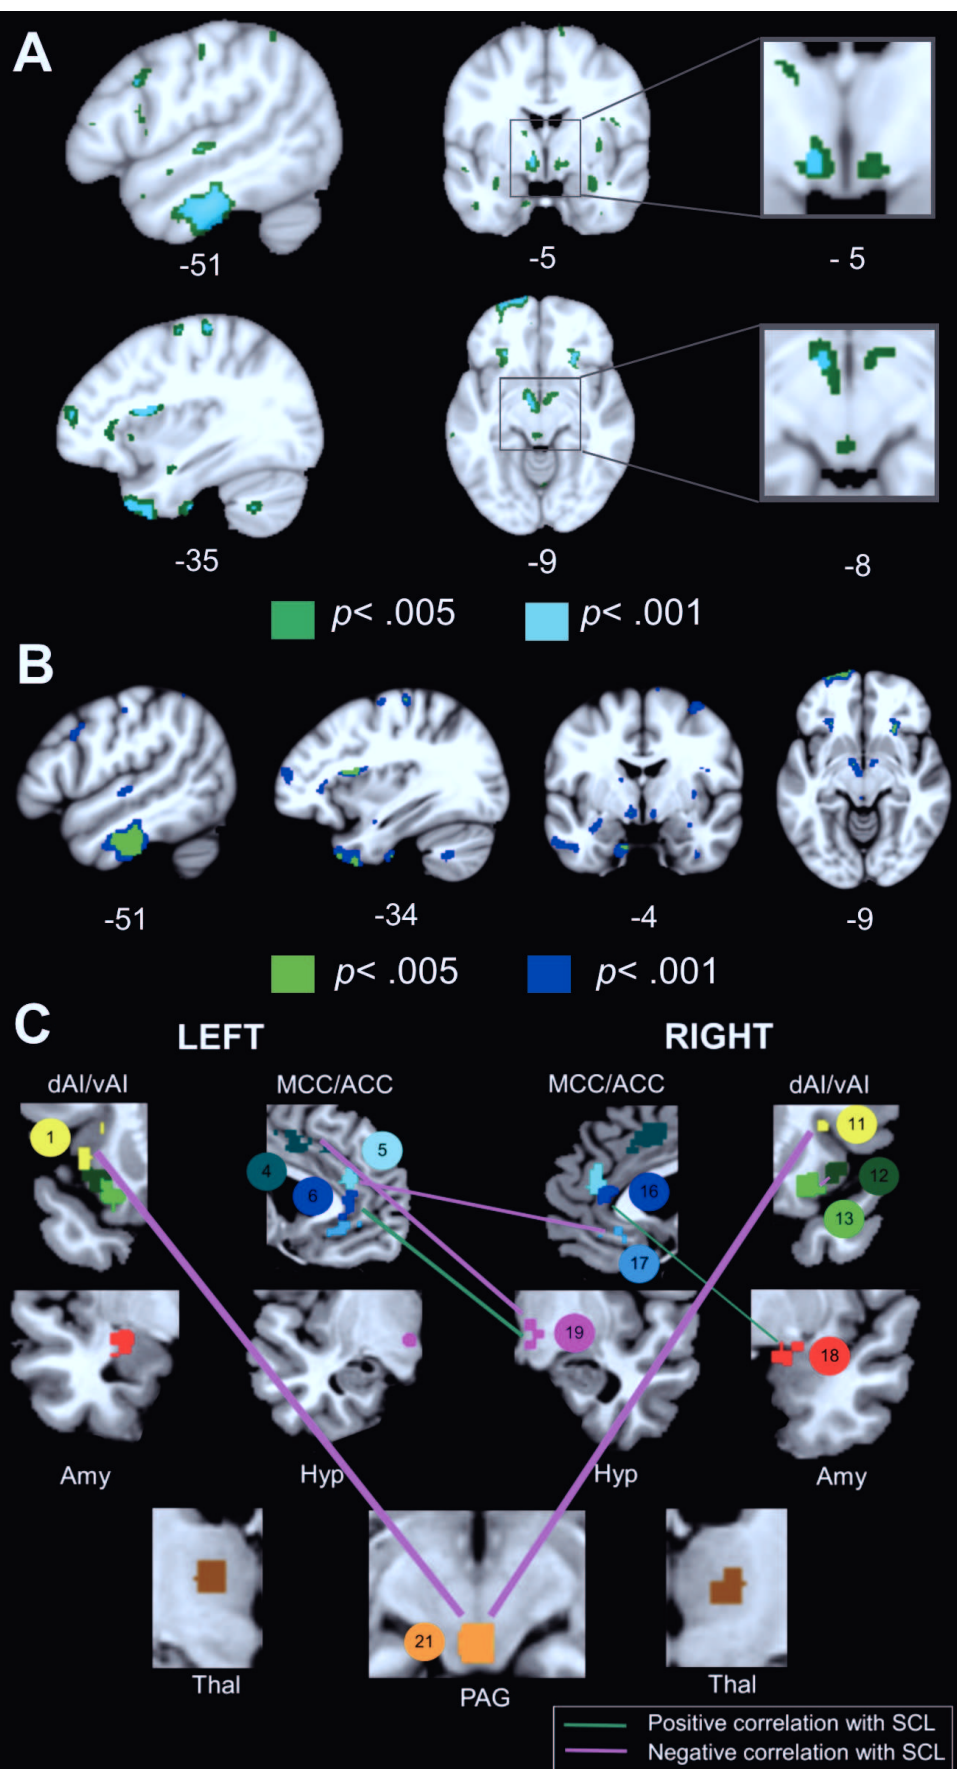 A
-51
-5
- 5
-35
-9
-8
p< .005
p< .001
B
-51
-34
-4
-9
p< .005
p< .001
C
LEFT
RIGHT
dAI/vAI
MCC/ACC
MCC/ACC
dAI/vAI
1
5
11
4
6
16
12
13
17
19
18
Amy
Hyp
Hyp
Amy
21
Thal
PAG
Thal
Positive correlation with SCL
Negative correlation with SCL